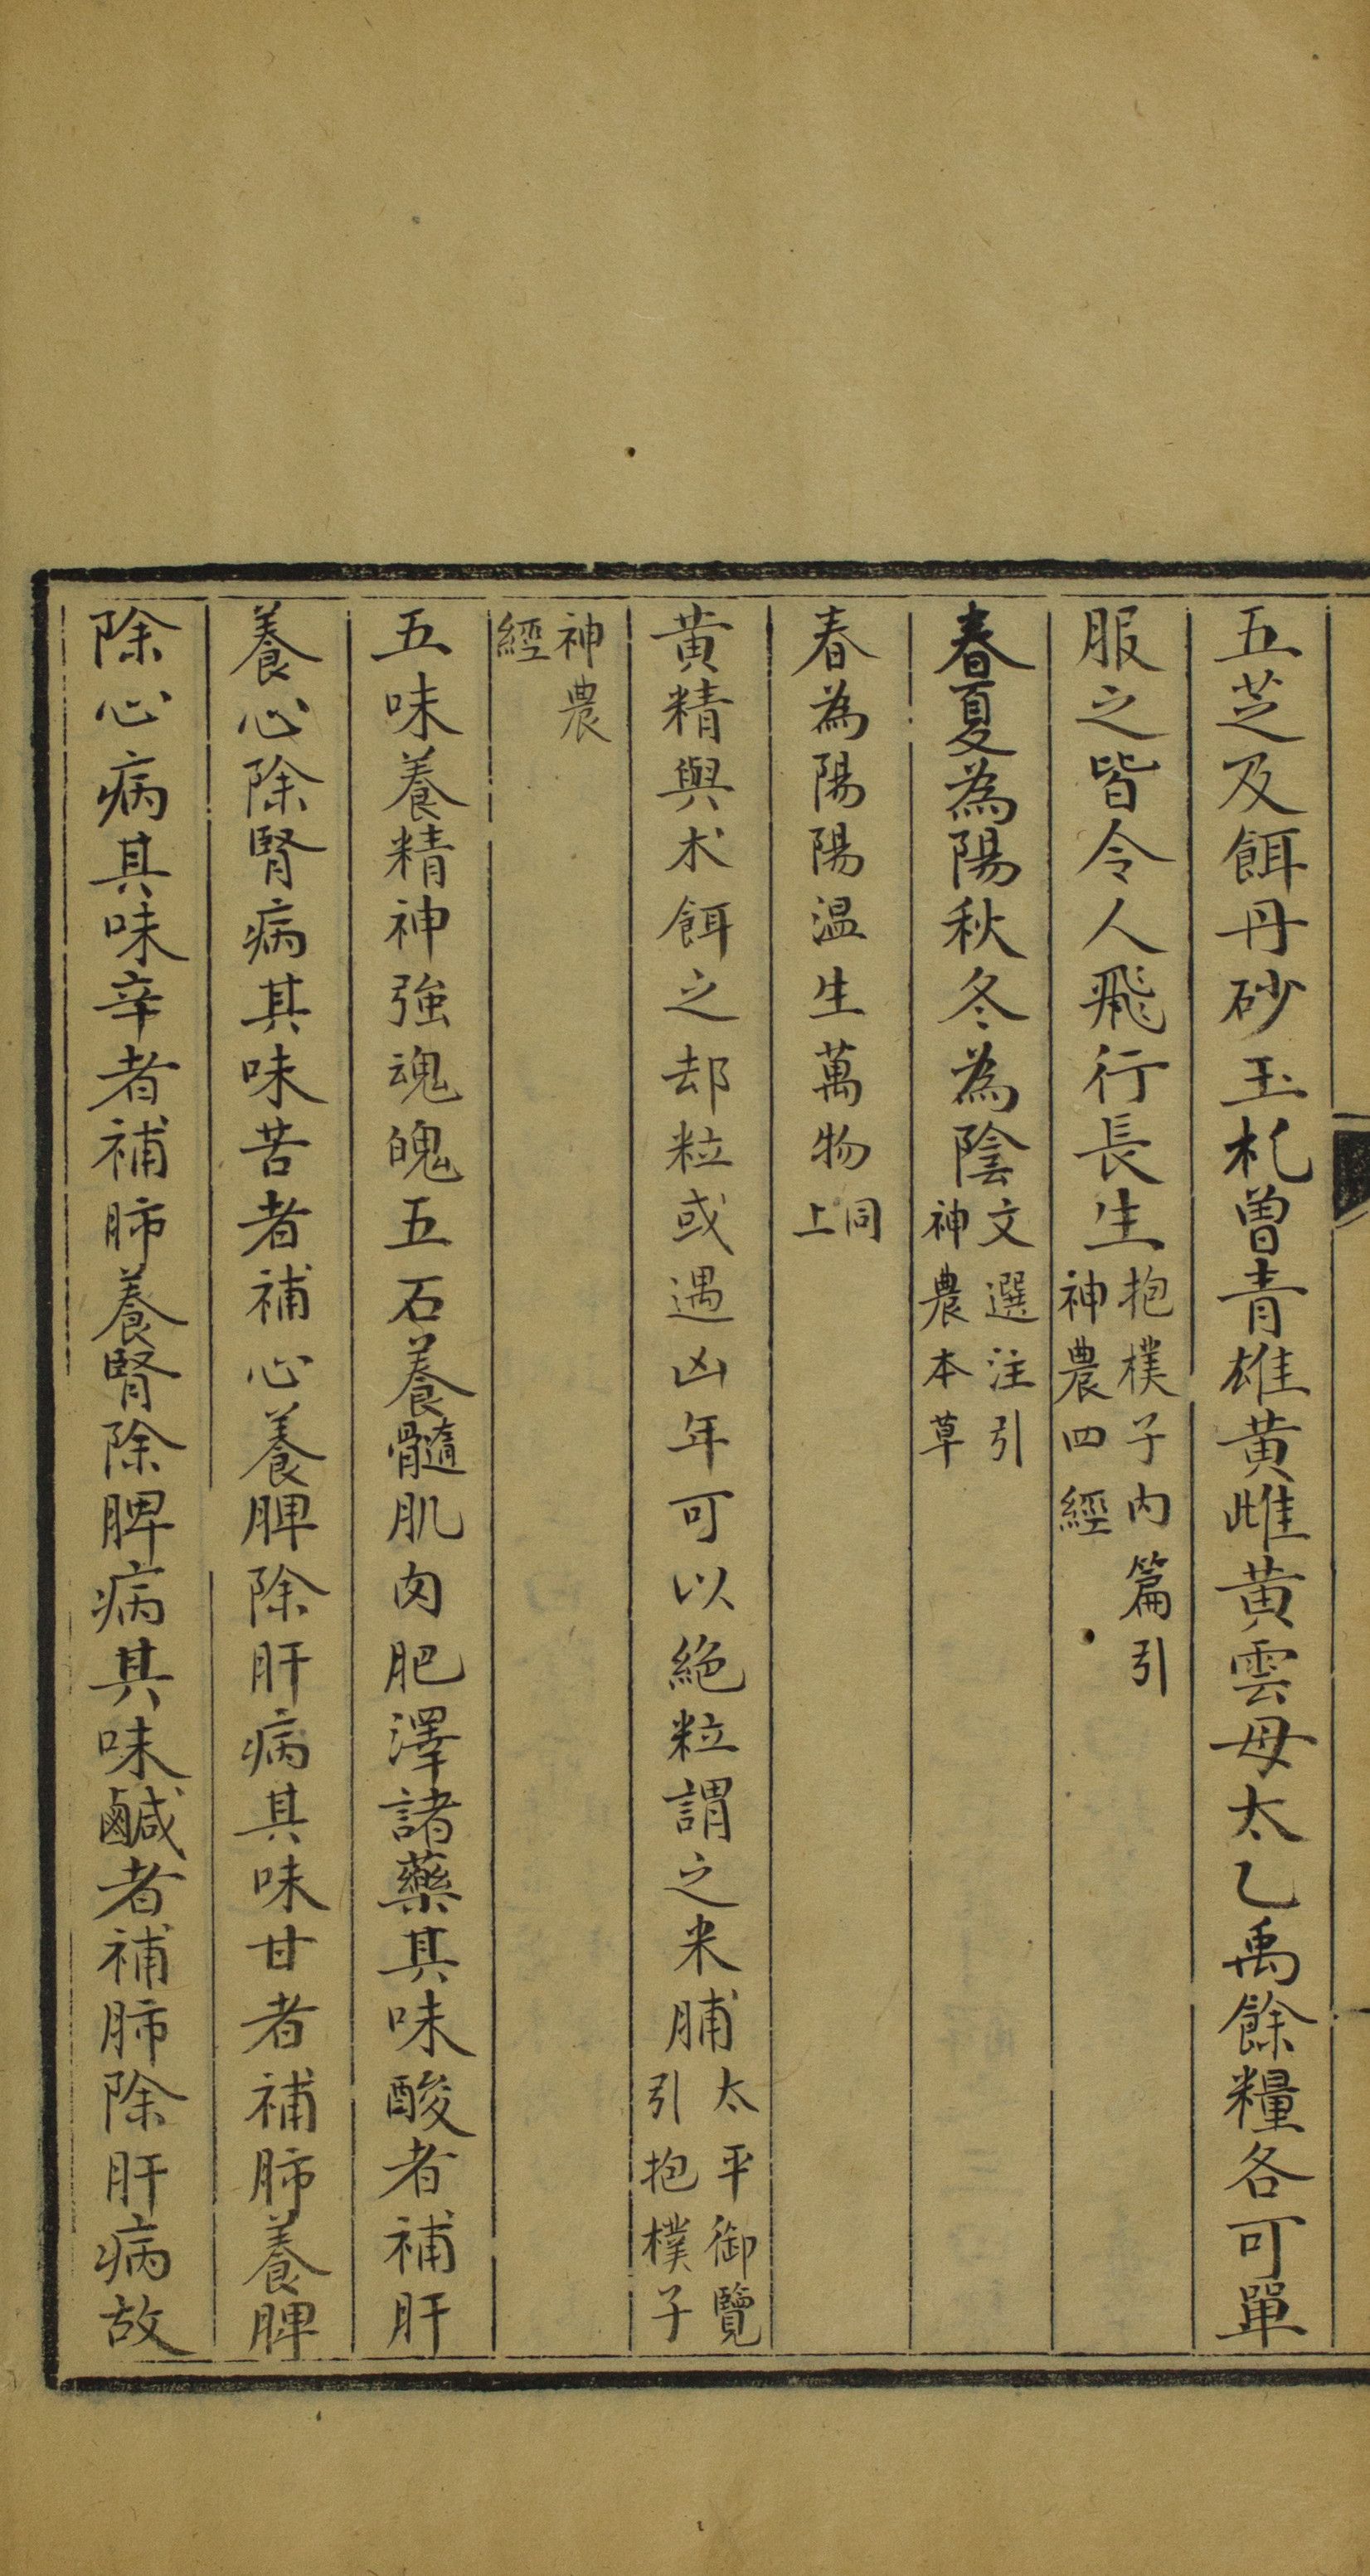 五芝及餌丹砂玉札曾青雄黃雌黃雲母太乙禹餘糧各可單
服之皆令人飛行長生抱樸子內篇引神農四經
春夏為陽秋冬為陰文選注引神農本草
春為陽陽温生萬物同上
黃精與术餌之却粒或遇凶年可以絕粒謂之米脯太平御覽引抱樸子
神農經
五味養精神強魂魄五石養髓肌肉肥澤諸藥其味酸者補肝
養心除腎病其味苦者補心養脾除肝病其味甘者補肺養脾
除心病其味辛者補肺養腎除脾病其味鹹者補肺除肝病故